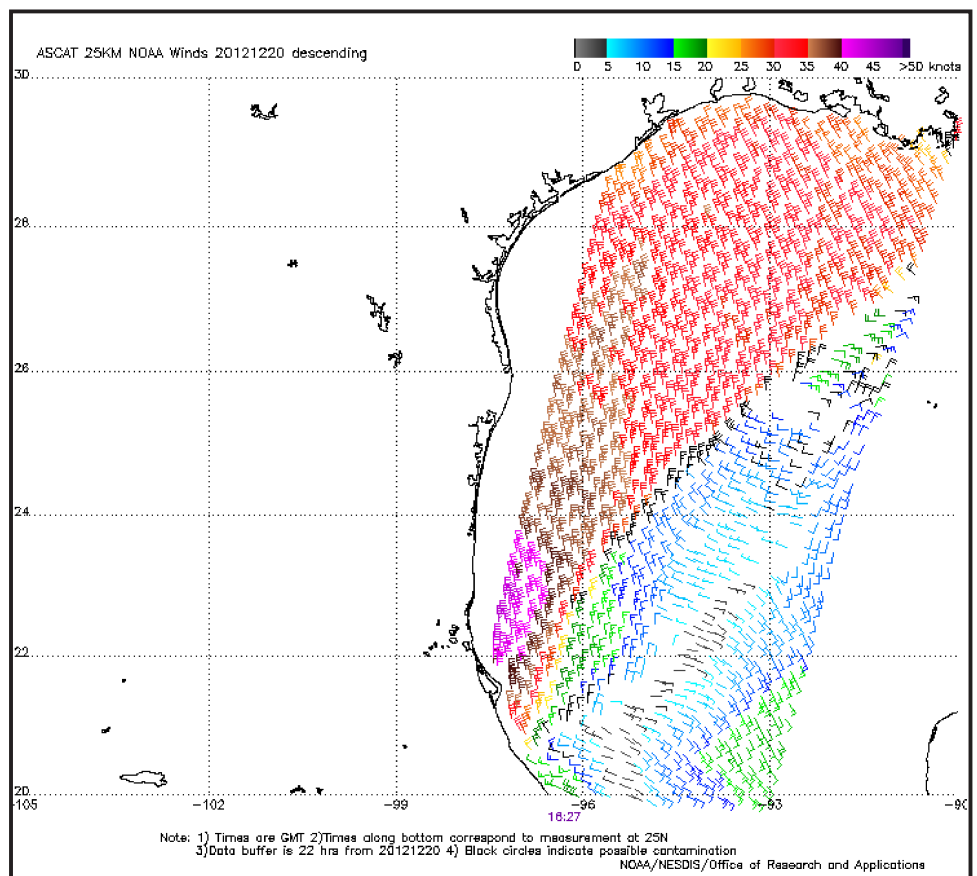 ASCAT 25KM NOAA Winds 20121220 descending
0 5 10 15 20 25 30 35 40 45 >50 knots
30
28
26
24
22
20
-105 -102 -99 -96 -93 -90
16:27
Note: 1) Times are GMT 2)Times along bottom correspond to measurement at 25N
3)Data buffer is 22 hrs from 20121220 4) Black circles indicate possible contamination
NOAA/NESDIS/Office of Research and Applications